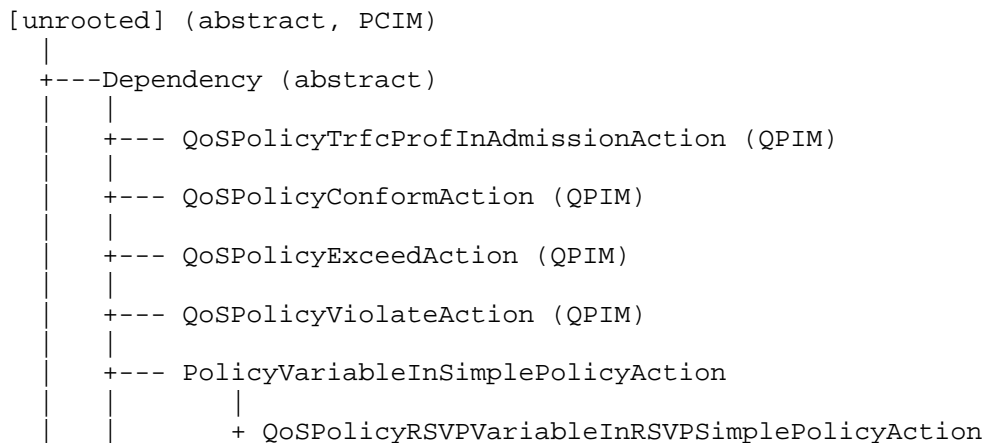 [unrooted] (abstract, PCIM)
|
+---Dependency (abstract)
|   |
|   +--- QoSPolicyTrfcProfInAdmissionAction (QPIM)
|   |
|   +--- QoSPolicyConformAction (QPIM)
|   |
|   +--- QoSPolicyExceedAction (QPIM)
|   |
|   +--- QoSPolicyViolateAction (QPIM)
|   |
|   +--- PolicyVariableInSimplePolicyAction
|   |      |
|   |      + QoSPolicyRSVPVariableInRSVPSimplePolicyAction